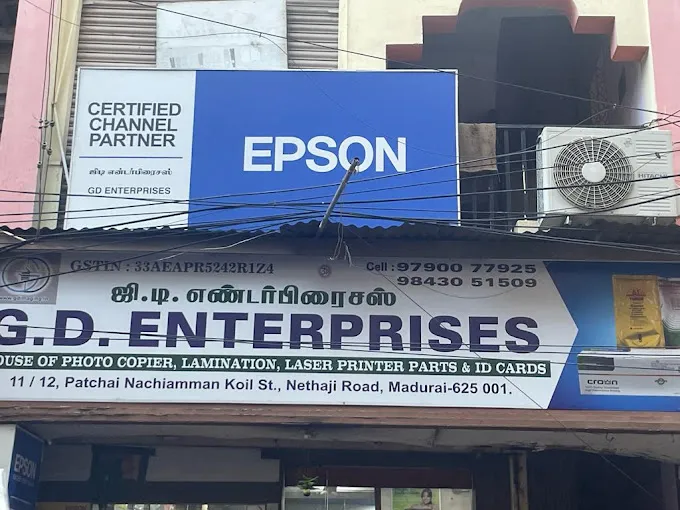 CERTIFIED
CHANNEL
PARTNER
ஜிடி எண்டர்பிரைசஸ்
GD ENTERPRISES
EPSON
HITACHI
GSTIN : 33AEAPR5242R1Z4
Cell : 97900 77925
98430 51509
ஜி.டி. எண்டர்பிரைசஸ்
G.D. ENTERPRISES
OUSE OF PHOTO COPIER, LAMINATION, LASER PRINTER PARTS & ID CARDS
11 / 12, Patchai Nachiamman Koil St., Nethaji Road, Madurai-625 001.
EPSON